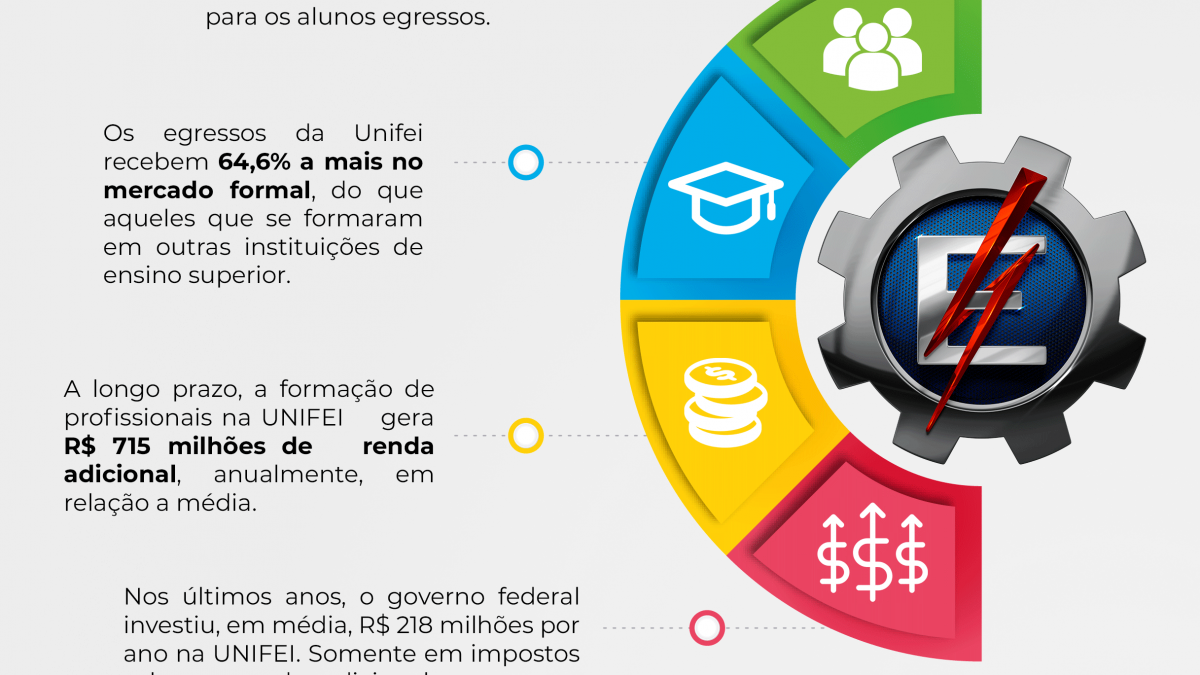 para os alunos egressos.
Os egressos da Unifei
recebem 64,6% a mais no
mercado formal, do que
aqueles que se formaram
em outras instituições de
ensino superior.
A longo prazo, a formação de
profissionais na UNIFEI gera
R$ 715 milhões de renda
adicional, anualmente, em
relação a média.
Nos últimos anos, o governo federal
investiu, em média, R$ 218 milhões por
ano na UNIFEI. Somente em impostos
E